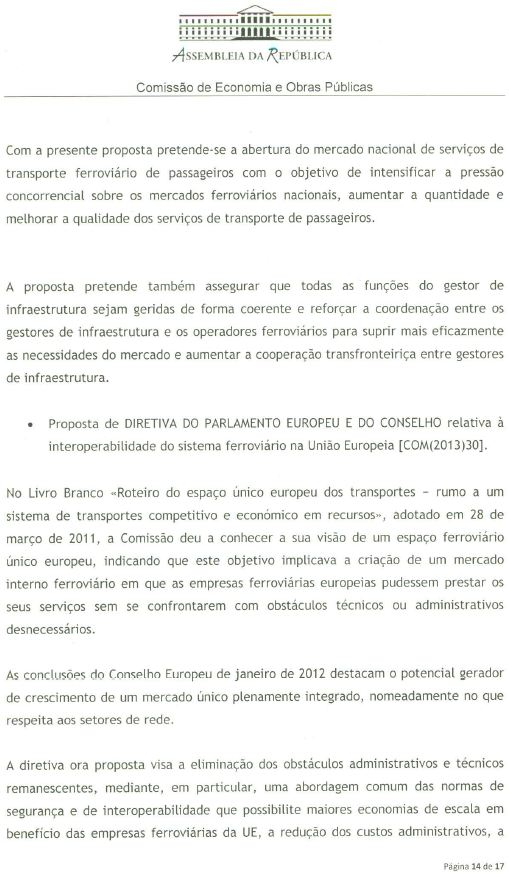 ASSEMBLEIA DA REPÚBLICA
Comissão de Economia e Obras Públicas
Com a presente proposta pretende-se a abertura do mercado nacional de serviços de
transporte ferroviário de passageiros com o objetivo de intensificar a pressão
concorrencial sobre os mercados ferroviários nacionais, aumentar a quantidade e
melhorar a qualidade dos serviços de transporte de passageiros.
A proposta pretende também assegurar que todas as funções do gestor de
infraestrutura sejam geridas de forma coerente e reforçar a coordenação entre os
gestores de infraestrutura e os operadores ferroviários para suprir mais eficazmente
as necessidades do mercado e aumentar a cooperação transfronteiriça entre gestores
de infraestrutura.
• Proposta de DIRETIVA DO PARLAMENTO EUROPEU E DO CONSELHO relativa à
interoperabilidade do sistema ferroviário na União Europeia [COM(2013)30].
No Livro Branco «Roteiro do espaço único europeu dos transportes – rumo a um
sistema de transportes competitivo e económico em recursos», adotado em 28 de
março de 2011, a Comissão deu a conhecer a sua visão de um espaço ferroviário
único europeu, indicando que este objetivo implicava a criação de um mercado
interno ferroviário em que as empresas ferroviárias europeias pudessem prestar os
seus serviços sem se confrontarem com obstáculos técnicos ou administrativos
desnecessários.
As conclusões do Conselho Europeu de janeiro de 2012 destacam o potencial gerador
de crescimento de um mercado único plenamente integrado, nomeadamente no que
respeita aos setores de rede.
A diretiva ora proposta visa a eliminação dos obstáculos administrativos e técnicos
remanescentes, mediante, em particular, uma abordagem comum das normas de
segurança e de interoperabilidade que possibilite maiores economias de escala em
benefício das empresas ferroviárias da UE, a redução dos custos administrativos, a
Página 14 de 17